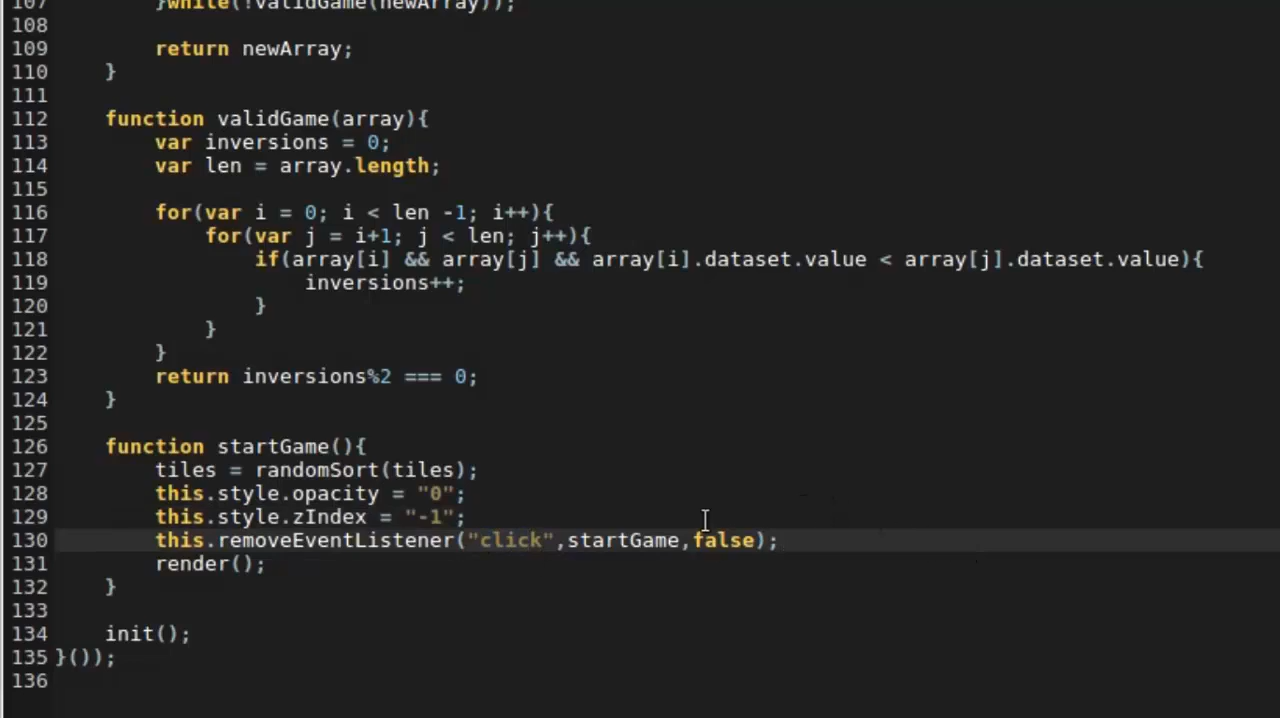 107 }while(!validGame(newArray));
108
109 return newArray;
110 }
111
112 function validGame(array){
113 var inversions = 0;
114 var len = array.length;
115
116 for(var i = 0; i < len -1; i++){
117 for(var j = i+1; j < len; j++){
118 if(array[i] && array[j] && array[i].dataset.value < array[j].dataset.value){
119 inversions++;
120 }
121 }
122 }
123 return inversions%2 === 0;
124 }
125
126 function startGame(){
127 tiles = randomSort(tiles);
128 this.style.opacity = "0";
129 this.style.zIndex = "-1";
130 this.removeEventListener("click",startGame,false);
131 render();
132 }
133
134 init();
135 }());
136